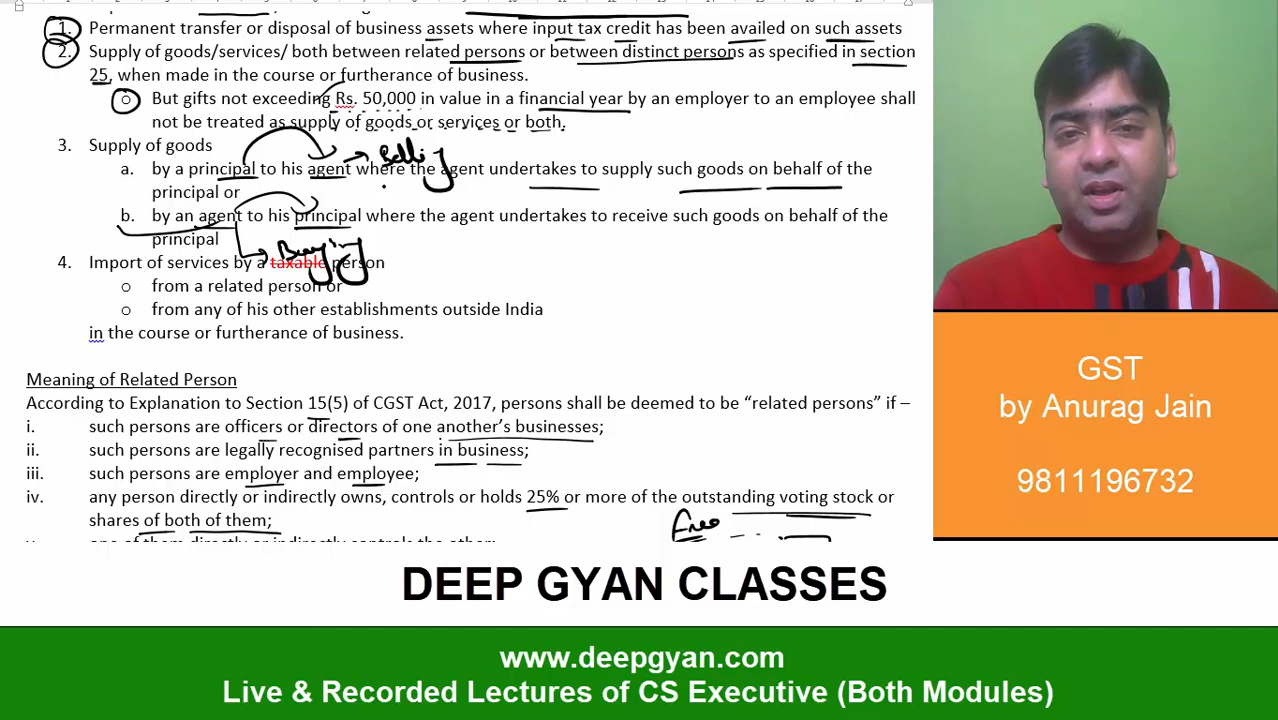 1. Permanent transfer or disposal of business assets where input tax credit has been availed on such assets
2. Supply of goods/services/ both between related persons or between distinct persons as specified in section
25, when made in the course or furtherance of business.
o But gifts not exceeding Rs. 50,000 in value in a financial year by an employer to an employee shall
not be treated as supply of goods or services or both.
3. Supply of goods
Selling
a. by a principal to his agent where the agent undertakes to supply such goods on behalf of the
principal or
b. by an agent to his principal where the agent undertakes to receive such goods on behalf of the
principal
Buying
4. Import of services by a taxable person
o from a related person or
o from any of his other establishments outside India
in the course or furtherance of business.
Meaning of Related Person
According to Explanation to Section 15(5) of CGST Act, 2017, persons shall be deemed to be “related persons” if –
i. such persons are officers or directors of one another’s businesses;
ii. such persons are legally recognised partners in business;
iii. such persons are employer and employee;
iv. any person directly or indirectly owns, controls or holds 25% or more of the outstanding voting stock or
shares of both of them;
Free
one of them directly or indirectly controls the other;
GST
by Anurag Jain
9811196732
DEEP GYAN CLASSES
www.deepgyan.com
Live & Recorded Lectures of CS Executive (Both Modules)